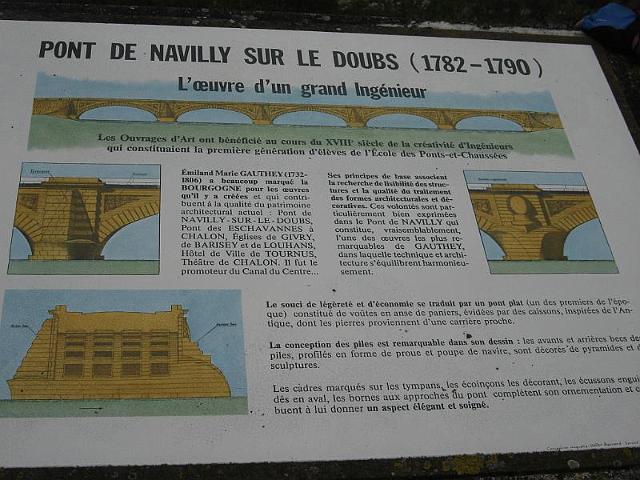 PONT DE NAVILLY SUR LE DOUBS (1782-1790)
L'œuvre d'un grand Ingénieur
Les Ouvrages d'Art ont bénéficié au cours du XVIIIᵉ siècle de la créativité d'Ingénieurs
qui constituaient la première génération d'élèves de l'École des Ponts-et-Chaussées
Émiland Marie GAUTHEY (1732-
1806) a beaucoup marqué la
BOURGOGNE pour les œuvres
qu'il y a créées et qui contri-
buent à la qualité du patrimoine
architectural actuel : Pont de
NAVILLY-SUR-LE-DOUBS,
Pont des ESCHAVANNES à
CHALON, Églises de GIVRY,
de BARISEY et de LOUHANS,
Hôtel de Ville de TOURNUS,
Théâtre de CHALON. Il fut le
promoteur du Canal du Centre...
Ses principes de base associent
la recherche de lisibilité des struc-
tures et la qualité du traitement
des formes architecturales et dé-
coratives. Ces volontés sont par-
ticulièrement bien exprimées
dans le Pont de NAVILLY qui
constitue, vraisemblablement,
l'une des œuvres les plus re-
marquables de GAUTHEY,
dans laquelle technique et archi-
tecture s'équilibrent harmonieu-
sement.
Le souci de légèreté et d'économie se traduit par un pont plat (un des premiers de l'épo-
que) constitué de voûtes en anse de paniers, évidées par des caissons, inspirées de l'An-
tique, dont les pierres proviennent d'une carrière proche.
La conception des piles est remarquable dans son dessin : les avants et arrières becs de
piles, profilés en forme de proue et poupe de navire, sont décorés de pyramides et d
sculptures.
Les cadres marqués sur les tympans, les écoinçons les décorant, les écussons engui
dés en aval, les bornes aux approches du pont complètent son ornementation et c
buent à lui donner un aspect élégant et soigné.